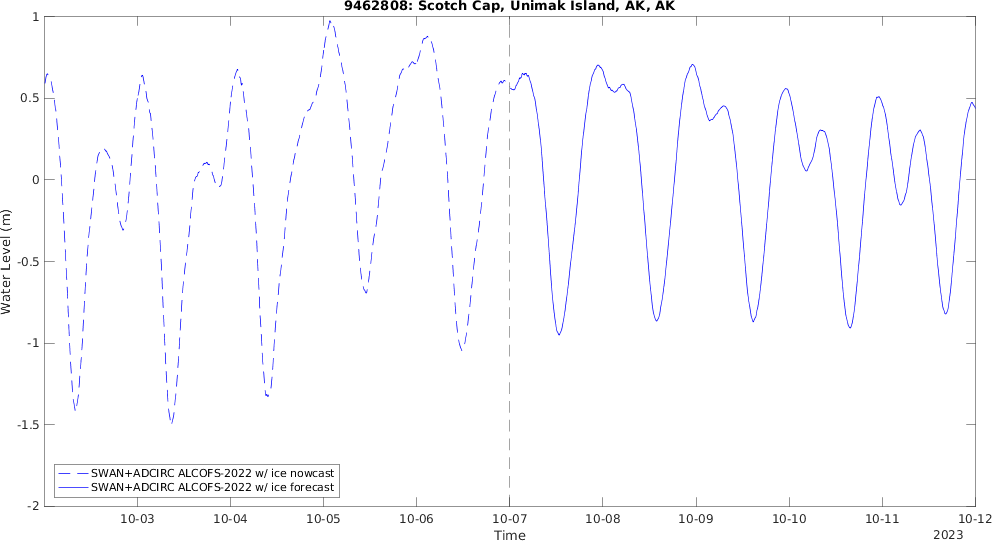 9462808: Scotch Cap, Unimak Island, AK, AK
1
0.5
0
-0.5
-1
-1.5
-2
Water Level (m)
SWAN+ADCIRC ALCOFS-2022 w/ ice nowcast
SWAN+ADCIRC ALCOFS-2022 w/ ice forecast
10-03 10-04 10-05 10-06 10-07 10-08 10-09 10-10 10-11 10-12
Time
2023